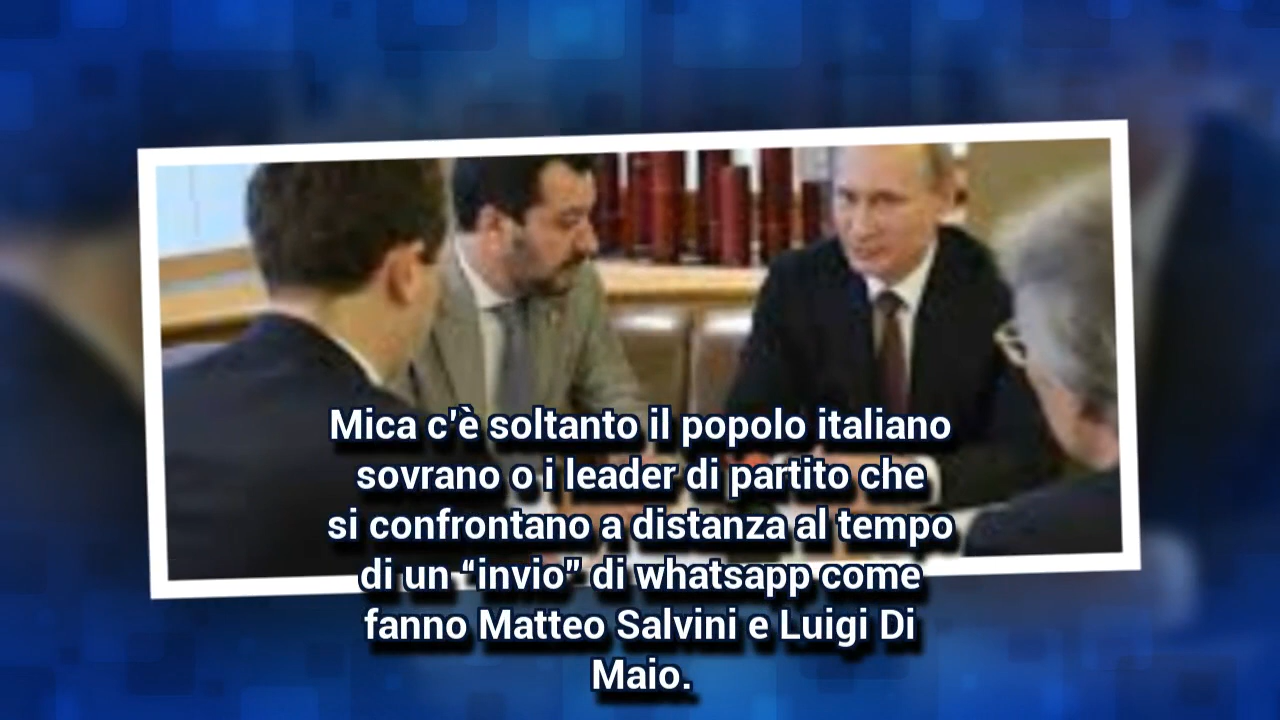 Mica c'è soltanto il popolo italiano
sovrano o i leader di partito che
si confrontano a distanza al tempo
di un “invio” di whatsapp come
fanno Matteo Salvini e Luigi Di
Maio.